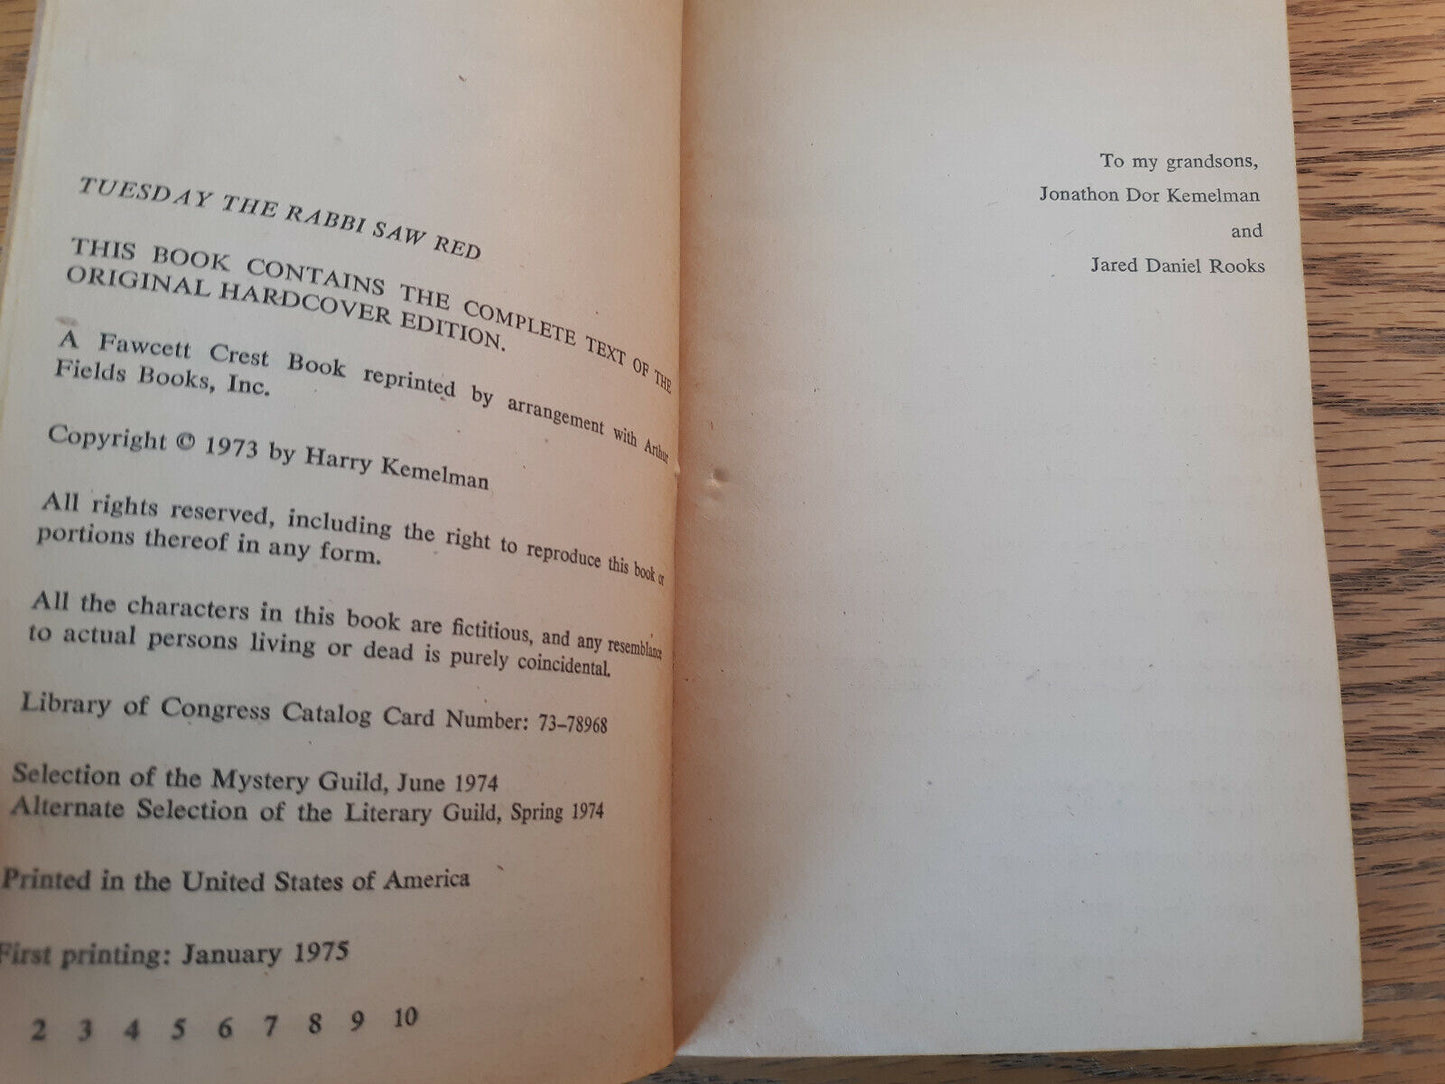 TUESDAY THE RABBI SAW RED
THIS BOOK CONTAINS THE COMPLETE TEXT OF THE
ORIGINAL HARDCOVER EDITION.
A Fawcett Crest Book reprinted by arrangement with Arthur
Fields Books, Inc.
Copyright © 1973 by Harry Kemelman
All rights reserved, including the right to reproduce this book or
portions thereof in any form.
All the characters in this book are fictitious, and any resemblance
to actual persons living or dead is purely coincidental.
Library of Congress Catalog Card Number: 73–78968
Selection of the Mystery Guild, June 1974
Alternate Selection of the Literary Guild, Spring 1974
Printed in the United States of America
First printing: January 1975
2 3 4 5 6 7 8 9 10
To my grandsons,
Jonathon Dor Kemelman
and
Jared Daniel Rooks